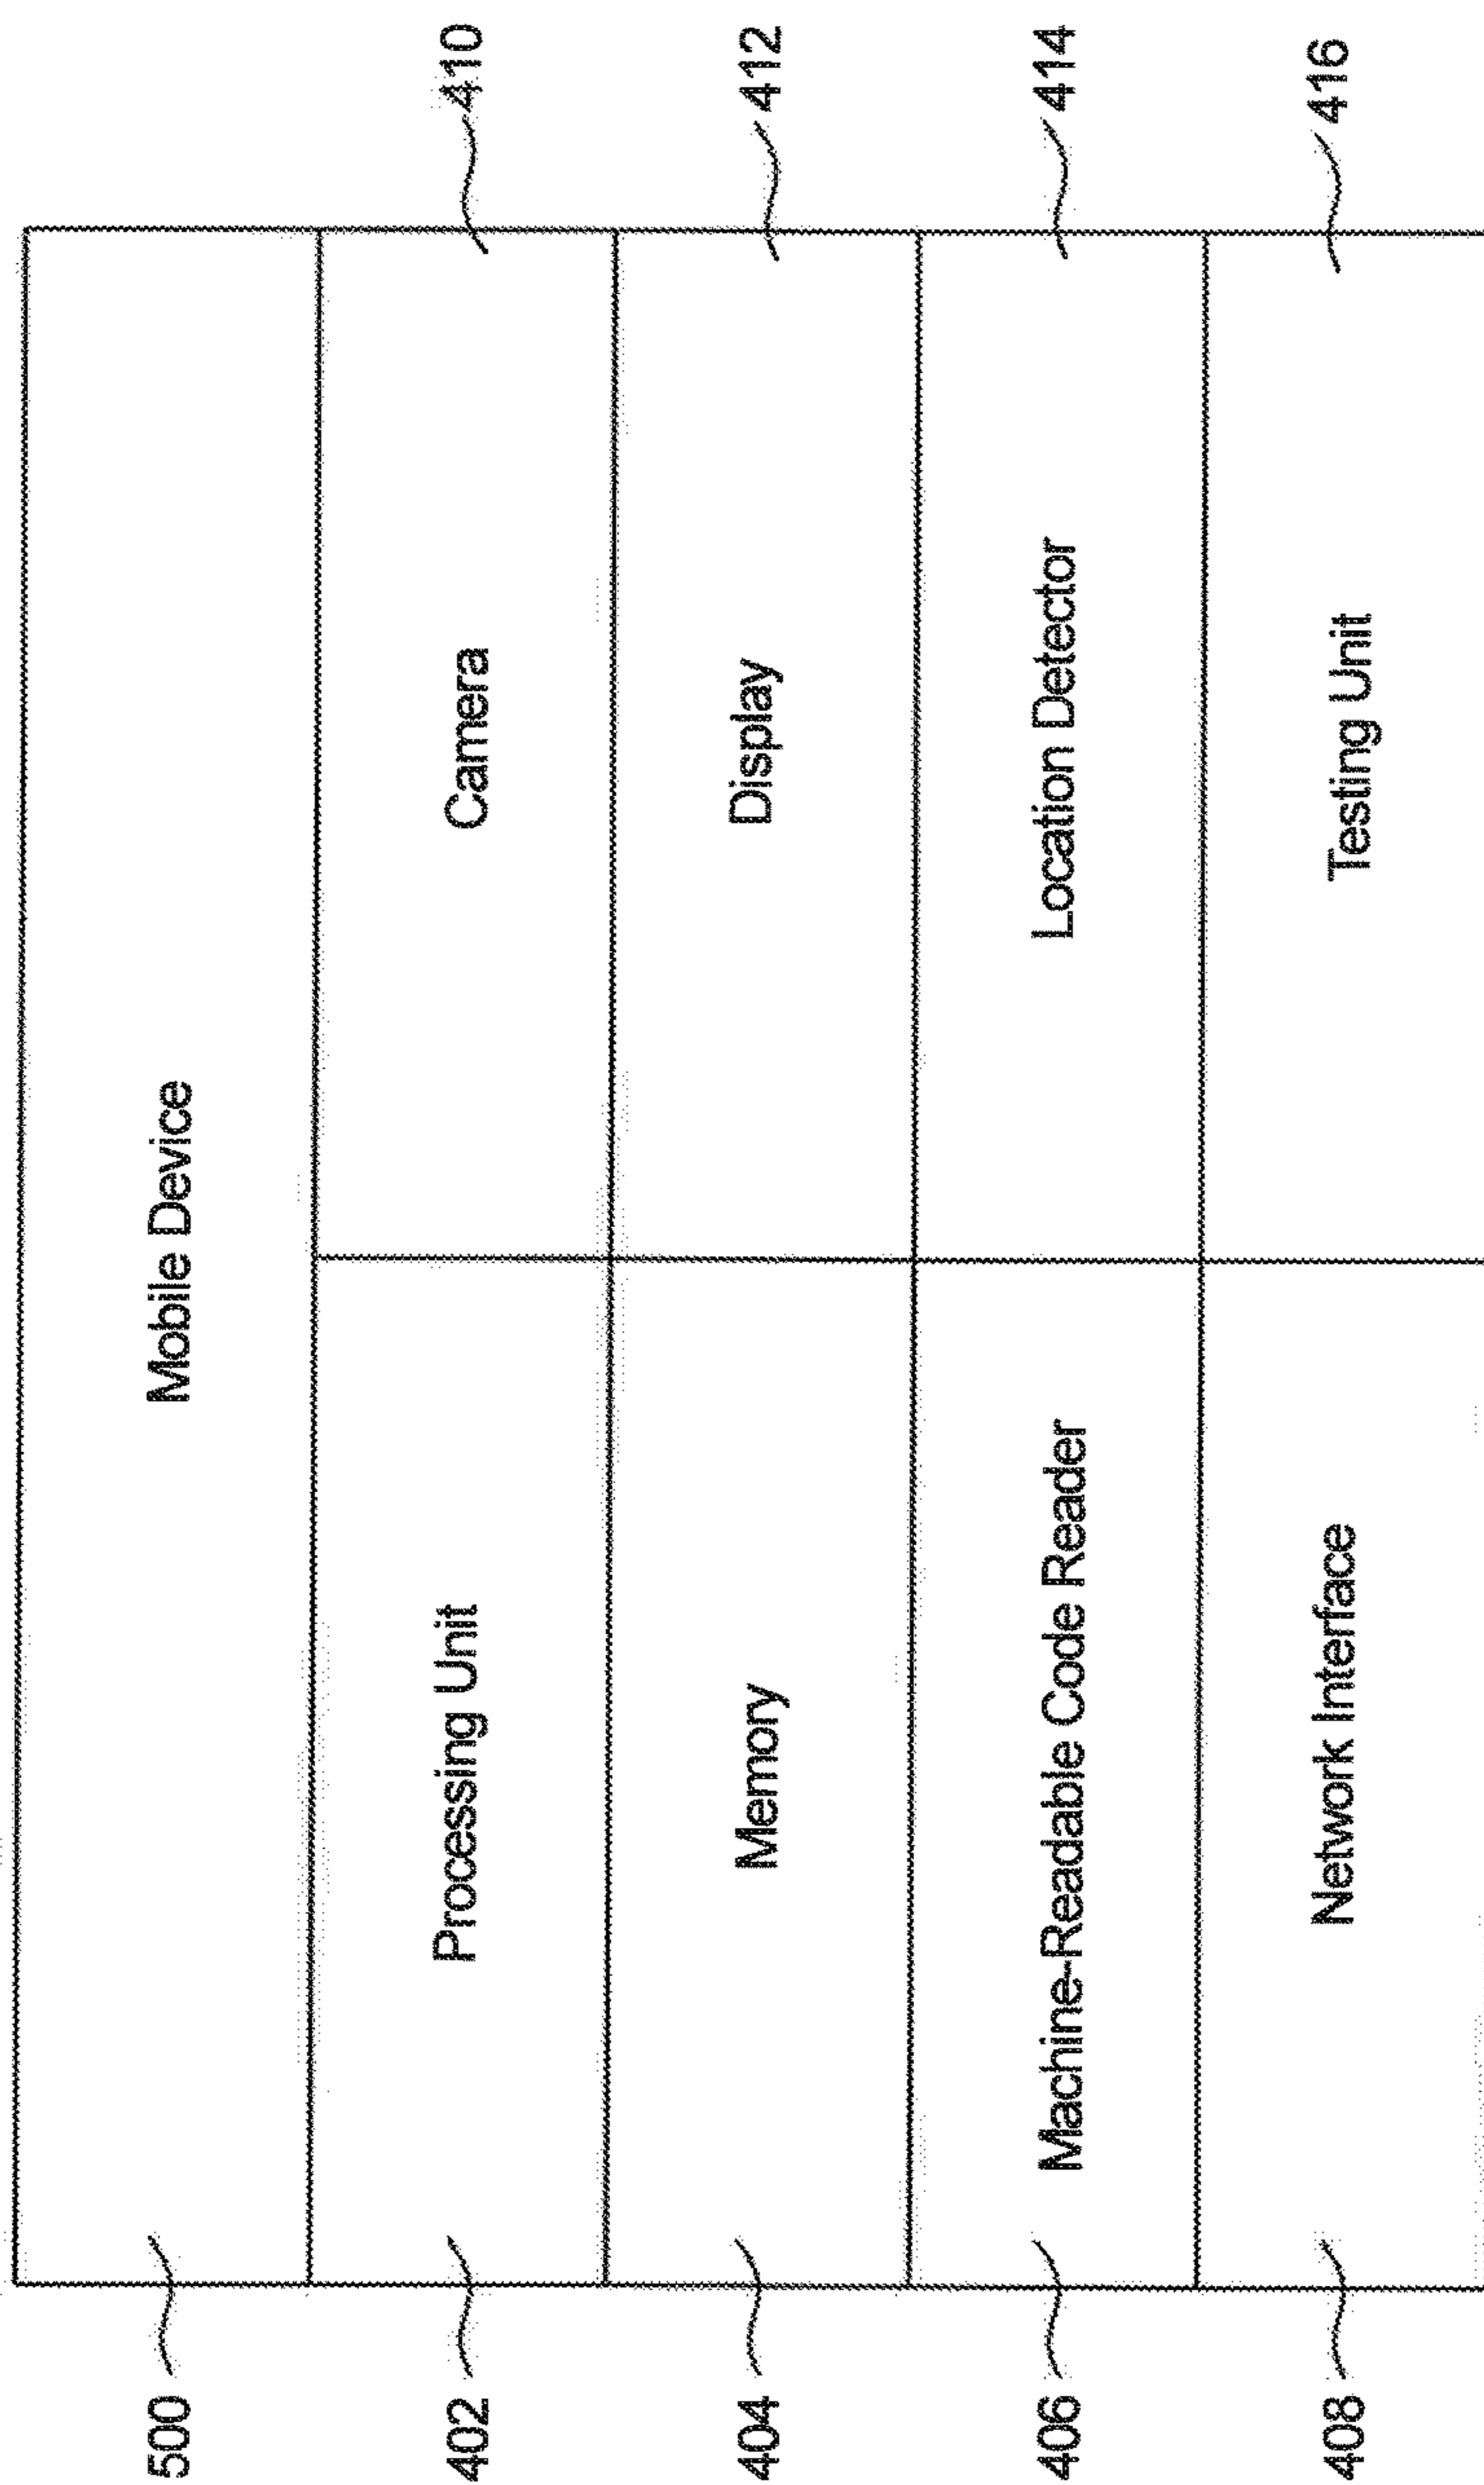 500 Mobile Device
402 Processing Unit Camera 410
404 Memory Display 412
406 Machine-Readable Code Reader Location Detector 414
408 Network Interface Testing Unit 416